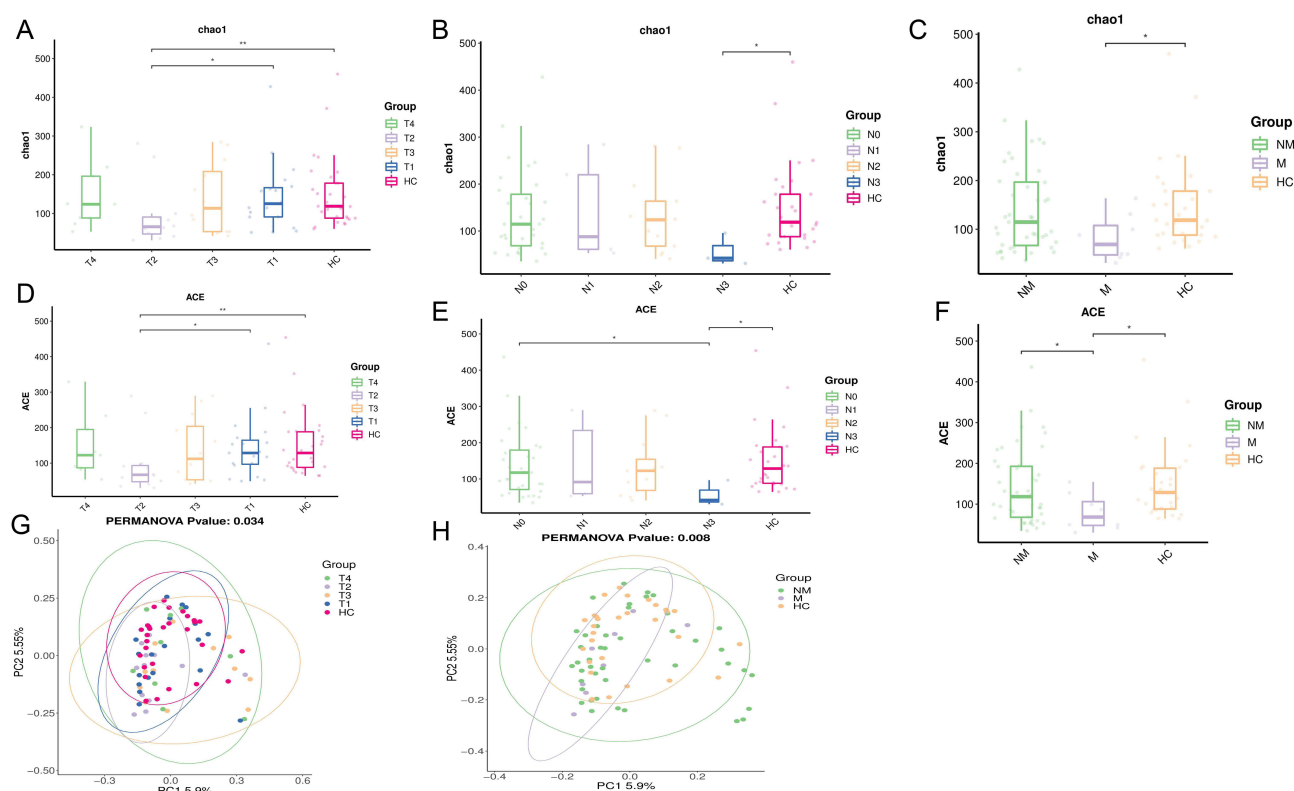 A
chao1
chao1
500
400
300
200
100
**
*
T4
T2
T3
T1
HC
Group
T4
T2
T3
T1
HC
B
chao1
chao1
500
400
300
200
100
*
N0
N1
N2
N3
HC
Group
N0
N1
N2
N3
HC
C
chao1
chao1
500
400
300
200
100
*
NM
M
HC
Group
NM
M
HC
D
ACE
ACE
500
400
300
200
100
**
*
T4
T2
T3
T1
HC
Group
T4
T2
T3
T1
HC
E
ACE
ACE
500
400
300
200
100
*
*
N0
N1
N2
N3
HC
Group
N0
N1
N2
N3
HC
F
ACE
ACE
500
400
300
200
100
*
*
NM
M
HC
Group
NM
M
HC
G
PERMANOVA Pvalue: 0.034
PC2 5.55%
0.50
0.25
0.00
−0.25
−0.50
−0.3
0.0
0.3
0.6
PC1 5.9%
Group
T4
T2
T3
T1
HC
H
PERMANOVA Pvalue: 0.008
PC2 5.55%
0.4
0.2
0.0
−0.2
−0.4
−0.4
−0.2
0.0
0.2
PC1 5.9%
Group
NM
M
HC